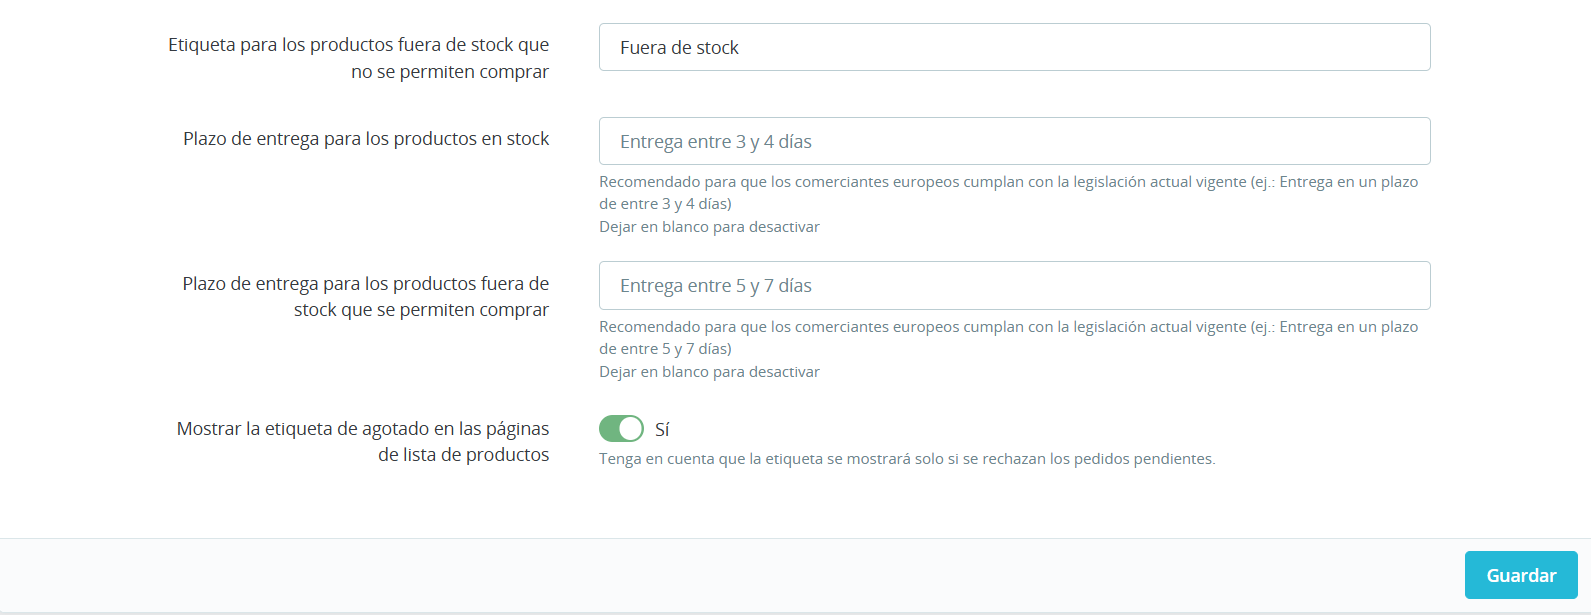 Etiqueta para los productos fuera de stock que
no se permiten comprar
Fuera de stock
Plazo de entrega para los productos en stock
Entrega entre 3 y 4 días
Recomendado para que los comerciantes europeos cumplan con la legislación actual vigente (ej.: Entrega en un plazo
de entre 3 y 4 días)
Dejar en blanco para desactivar
Plazo de entrega para los productos fuera de
stock que se permiten comprar
Entrega entre 5 y 7 días
Recomendado para que los comerciantes europeos cumplan con la legislación actual vigente (ej.: Entrega en un plazo
de entre 5 y 7 días)
Dejar en blanco para desactivar
Mostrar la etiqueta de agotado en las páginas
de lista de productos
Sí
Tenga en cuenta que la etiqueta se mostrará solo si se rechazan los pedidos pendientes.
Guardar